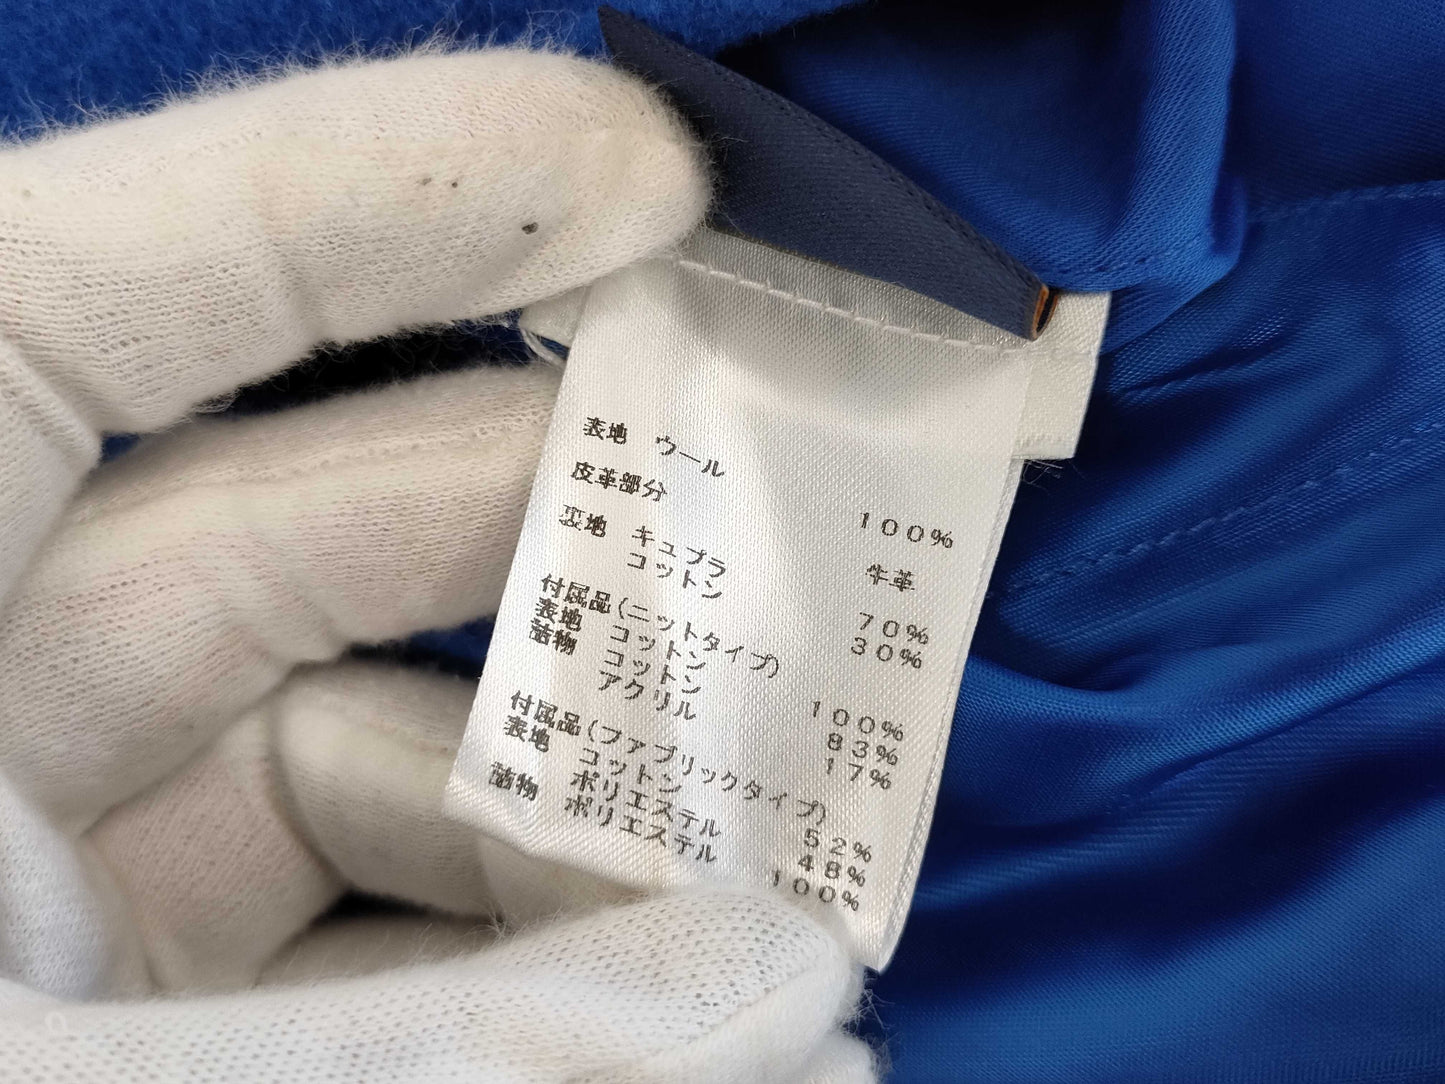 表地 ウール 100%
皮革部分 牛革
裏地 キュプラ 70%
コットン 30%
付属品(ニットタイプ)
表地 コットン 100%
詰物 コットン 83%
アクリル 17%
付属品(ファブリックタイプ)
表地 コットン 52%
ポリエステル 48%
詰物 ポリエステル 100%